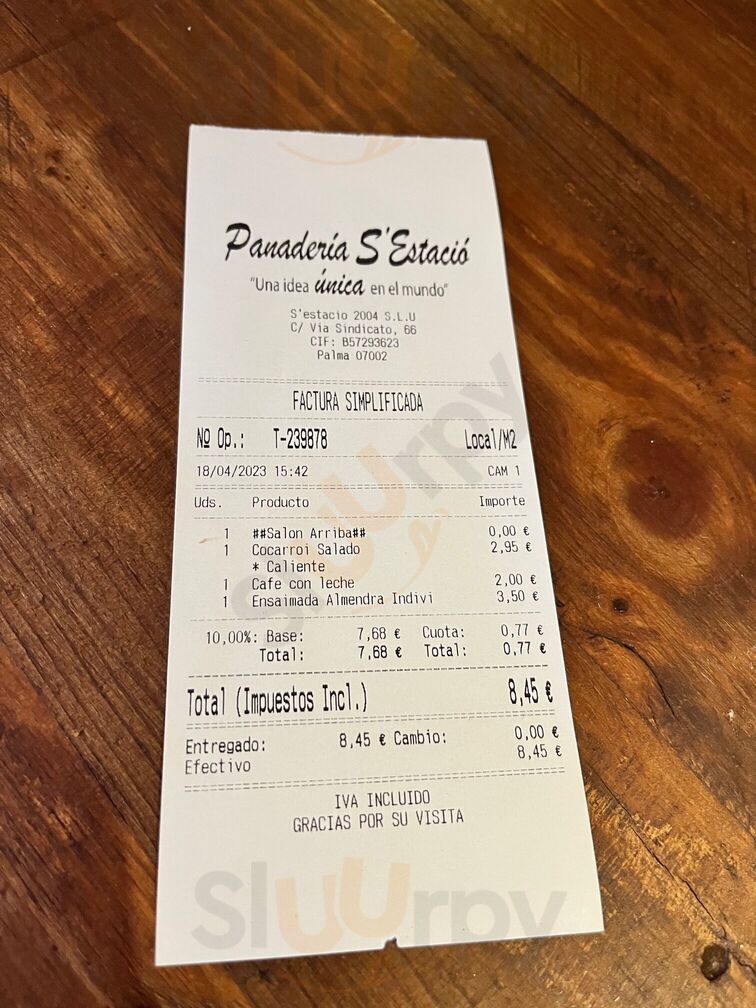 Panadería S'Estació
"Una idea única en el mundo"
S'estacio 2004 S.L.U
C/ Via Sindicato, 66
CIF: B57293623
Palma 07002
FACTURA SIMPLIFICADA
Nº Op.: T-239878 Local/M2
18/04/2023 15:42 CAM 1
Uds. Producto Importe
1 ##Salon Arriba## 0,00 €
1 Cocarroi Salado 2,95 €
* Caliente
1 Cafe con leche 2,00 €
1 Ensaimada Almendra Indivi 3,50 €
10,00%: Base: 7,68 € Cuota: 0,77 €
Total: 7,68 € Total: 0,77 €
Total (Impuestos Incl.) 8,45 €
Entregado: 8,45 € Cambio: 0,00 €
Efectivo 8,45 €
IVA INCLUIDO
GRACIAS POR SU VISITA
Sluurpy
Sluurpy